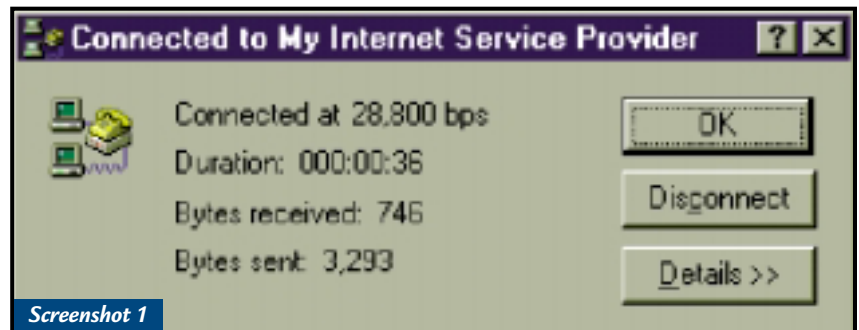 Connected to My Internet Service Provider ? X
Connected at 28,800 bps
Duration: 000:00:36
Bytes received: 746
Bytes sent: 3,293
OK
Disconnect
Details >>
Screenshot 1